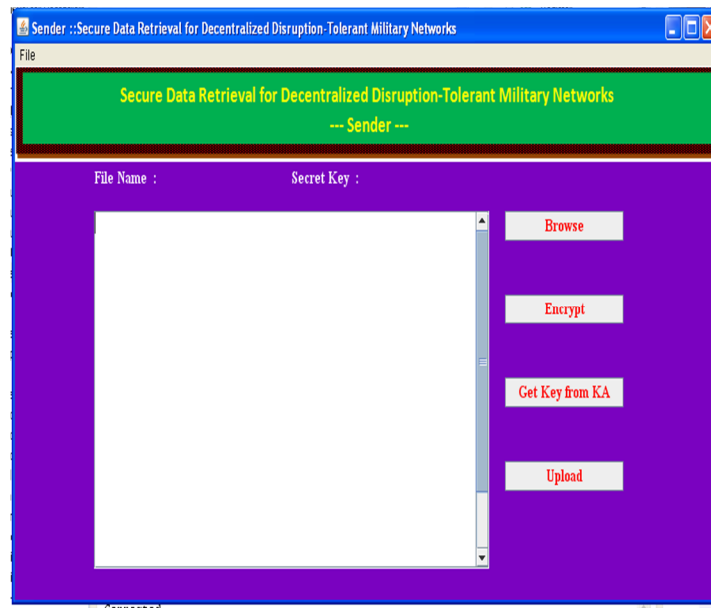 Sender ::Secure Data Retrieval for Decentralized Disruption-Tolerant Military Networks
File
Secure Data Retrieval for Decentralized Disruption-Tolerant Military Networks
--- Sender ---
File Name :
Secret Key :
Browse
Encrypt
Get Key from KA
Upload